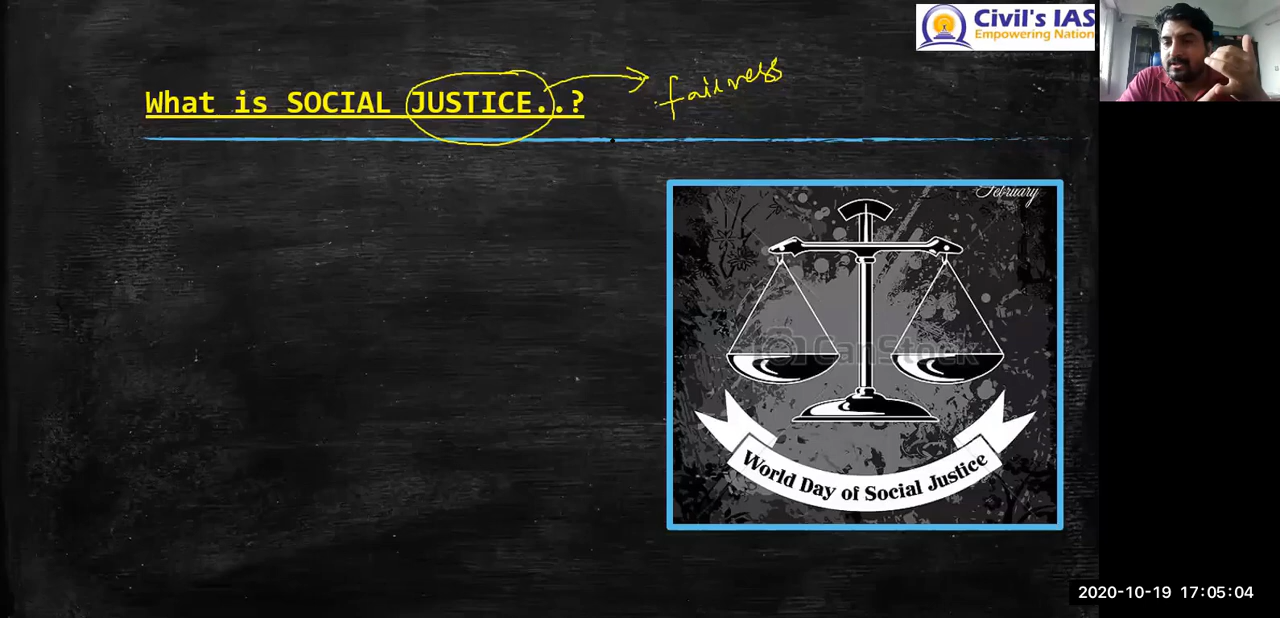 Civil's IAS
Empowering Nation
What is SOCIAL JUSTICE..?
fairness
February
CanStock
World Day of Social Justice
2020-10-19 17:05:04